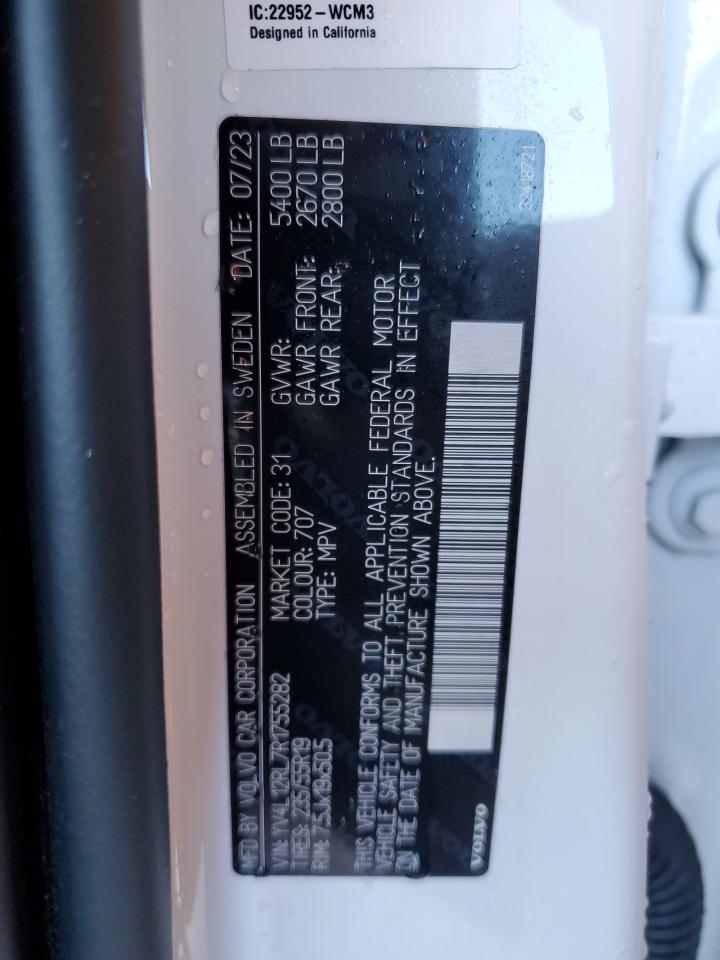 IC:22952-WCM3
Designed in California
MFD BY VOLVO CAR CORPORATION ASSEMBLED IN SWEDEN DATE: 07/23
VIN: YV4L12RL7R1755282 MARKET CODE: 31 GVWR: 5400 LB
TIRES: 235/55R19 COLOUR: 707 GAWR FRONT: 2670 LB
RIM: 7.5Jx19x50.5 TYPE: MPV GAWR REAR: 2800 LB
THIS VEHICLE CONFORMS TO ALL APPLICABLE FEDERAL MOTOR
VEHICLE SAFETY AND THEFT PREVENTION STANDARDS IN EFFECT
ON THE DATE OF MANUFACTURE SHOWN ABOVE.
VOLVO